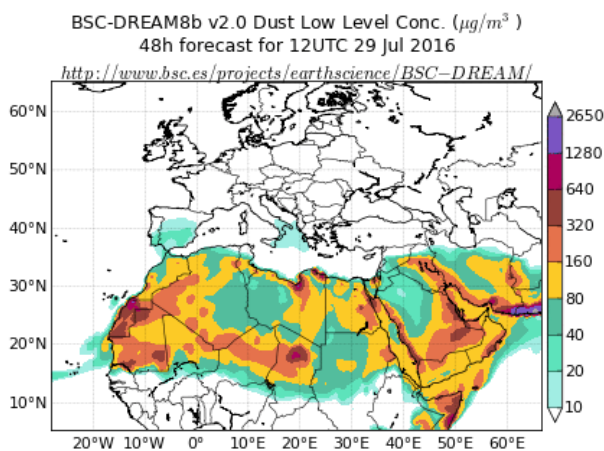 BSC-DREAM8b v2.0 Dust Low Level Conc. (μg/m³ )
48h forecast for 12UTC 29 Jul 2016
http://www.bsc.es/projects/earthscience/BSC−DREAM/
60°N
50°N
40°N
30°N
20°N
10°N
20°W 10°W 0° 10°E 20°E 30°E 40°E 50°E 60°E
2650
1280
640
320
160
80
40
20
10